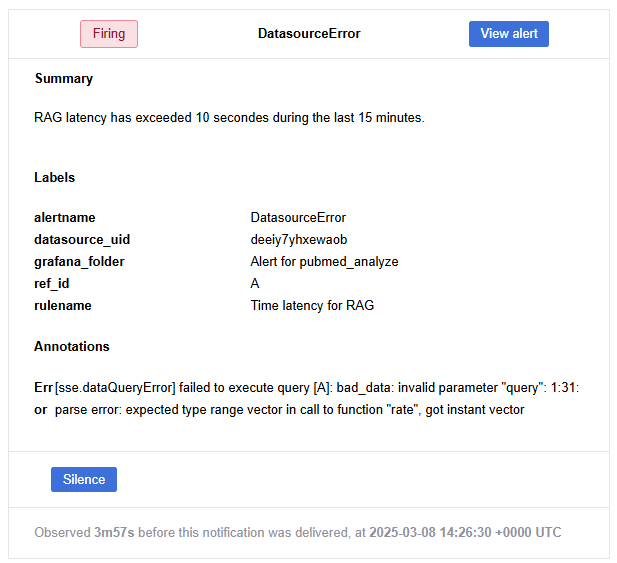 Firing DatasourceError View alert
Summary
RAG latency has exceeded 10 secondes during the last 15 minutes.
Labels
alertname DatasourceError
datasource_uid deeiy7yhxewaob
grafana_folder Alert for pubmed_analyze
ref_id A
rulename Time latency for RAG
Annotations
Err [sse.dataQueryError] failed to execute query [A]: bad_data: invalid parameter "query": 1:31:
or parse error: expected type range vector in call to function "rate", got instant vector
Silence
Observed 3m57s before this notification was delivered, at 2025-03-08 14:26:30 +0000 UTC